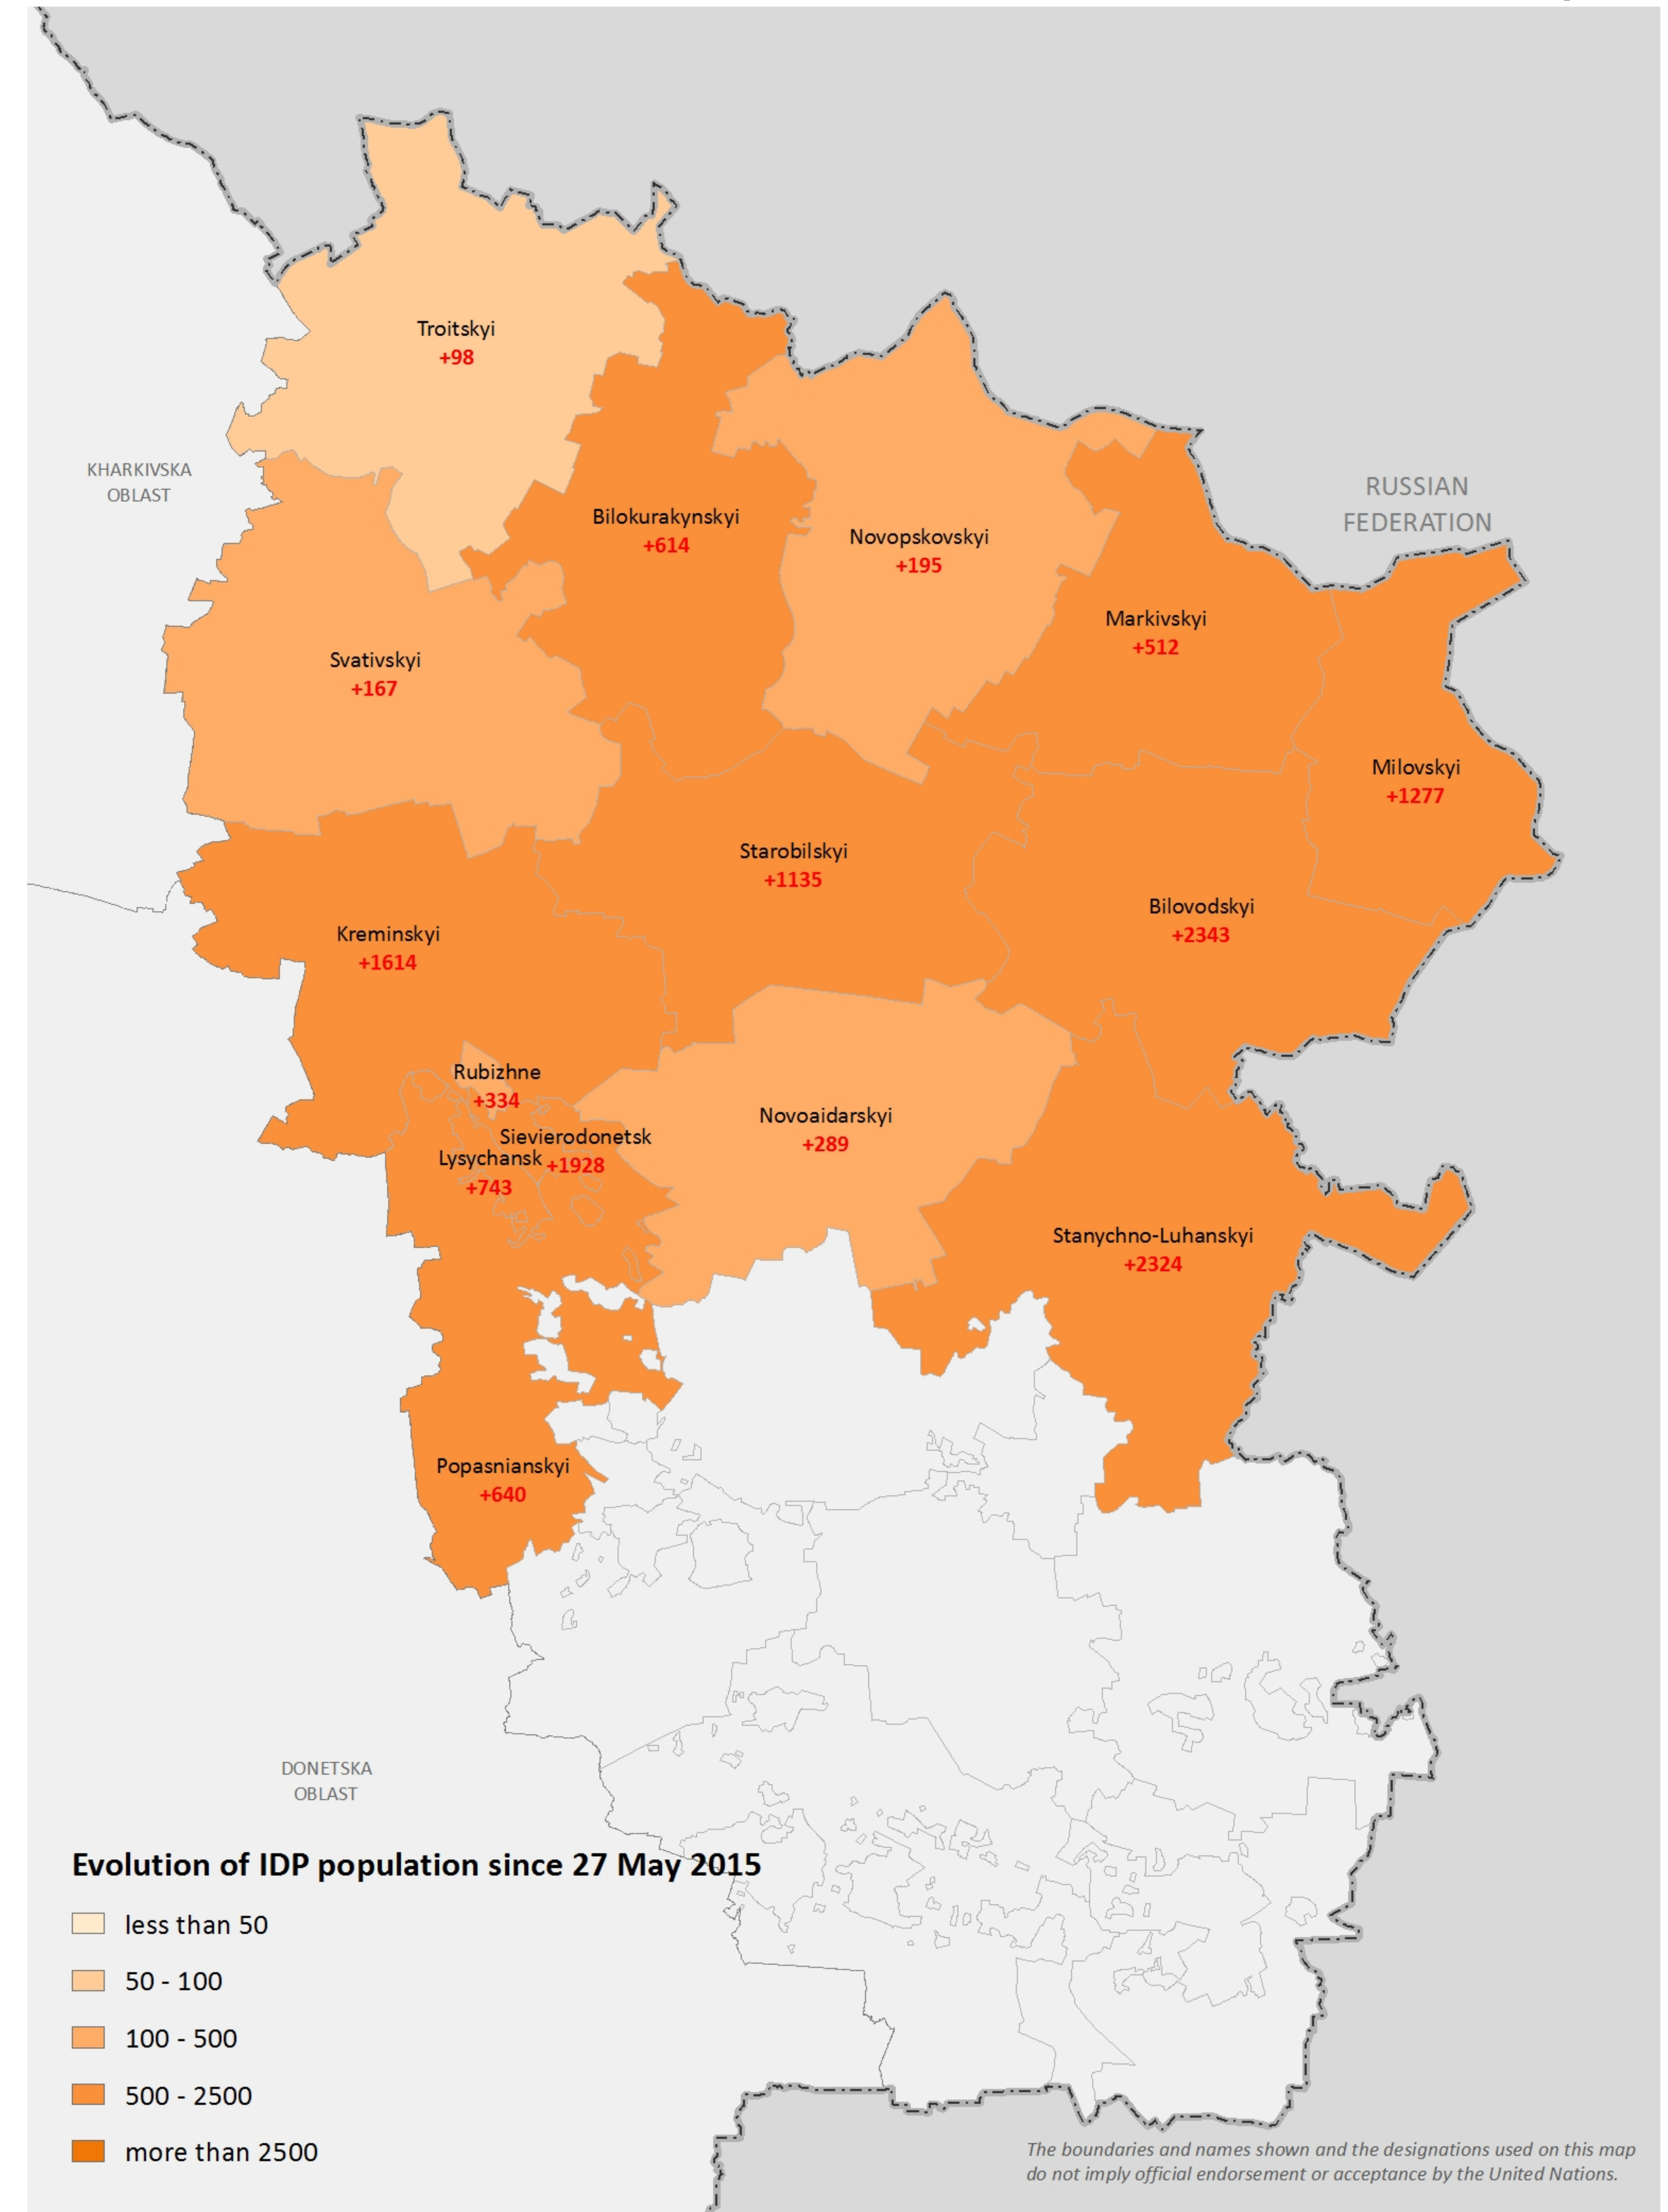 Troitskyi
+98
KHARKIVSKA
OBLAST
Bilokurakynskyi
+614
Novopskovskyi
+195
RUSSIAN
FEDERATION
Markivskyi
+512
Svativskyi
+167
Milovskyi
+1277
Starobilskyi
+1135
Bilovodskyi
+2343
Kreminskyi
+1614
Rubizhne
+334
Novoaidarskyi
+289
Sievierodonetsk
+1928
Lysychansk
+743
Stanychno-Luhanskyi
+2324
Popasnianskyi
+640
DONETSKA
OBLAST
Evolution of IDP population since 27 May 2015
less than 50
50 - 100
100 - 500
500 - 2500
more than 2500
The boundaries and names shown and the designations used on this map
do not imply official endorsement or acceptance by the United Nations.